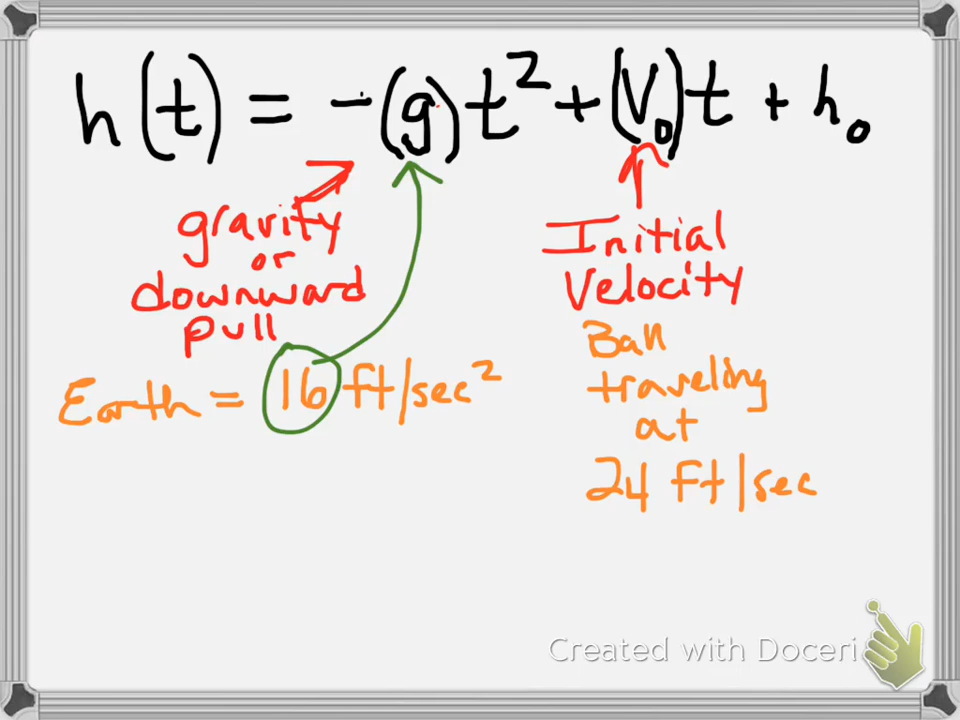 h(t) = -(g)t² + (V₀)t + h₀
gravity
or
downward
pull
Earth = 16 ft/sec²
Initial
Velocity
Ball
traveling
at
24 ft/sec
Created with Doceri